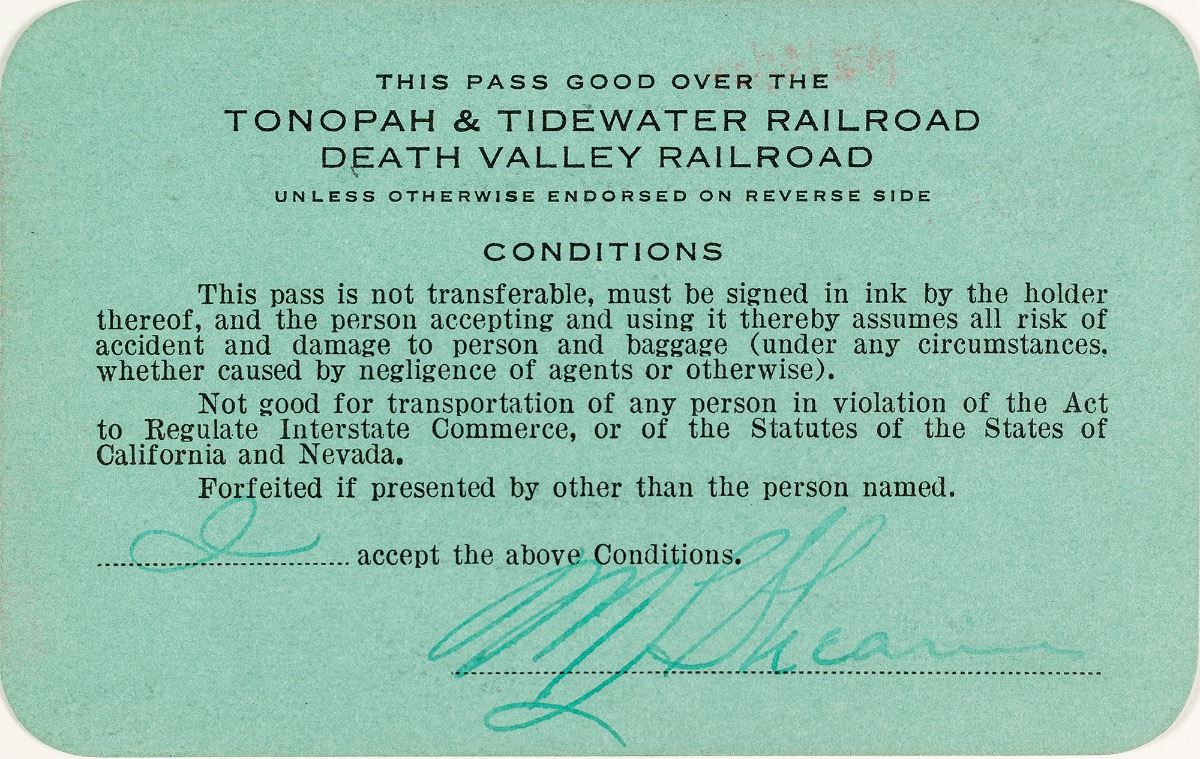 THIS PASS GOOD OVER THE
TONOPAH & TIDEWATER RAILROAD
DEATH VALLEY RAILROAD
UNLESS OTHERWISE ENDORSED ON REVERSE SIDE
CONDITIONS
This pass is not transferable, must be signed in ink by the holder
thereof, and the person accepting and using it thereby assumes all risk of
accident and damage to person and baggage (under any circumstances,
whether caused by negligence of agents or otherwise).
Not good for transportation of any person in violation of the Act
to Regulate Interstate Commerce, or of the Statutes of the States of
California and Nevada.
Forfeited if presented by other than the person named.
I accept the above Conditions.